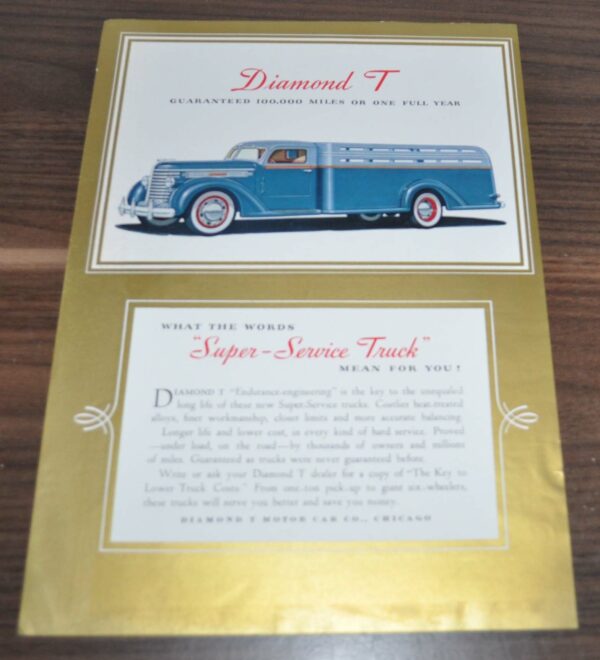 Diamond T
GUARANTEED 100,000 MILES OR ONE FULL YEAR
WHAT THE WORDS
"Super-Service Truck"
MEAN FOR YOU!
DIAMOND T "Endurance-engineering" is the key to the unequaled
long life of these new Super-Service trucks. Costlier heat-treated
alloys, finer workmanship, closer limits and more accurate balancing.
Longer life and lower cost, in every kind of hard service. Proved
—under load, on the road—by thousands of owners and millions
of miles. Guaranteed as trucks were never guaranteed before.
Write or ask your Diamond T dealer for a copy of "The Key to
Lower Truck Costs." From one-ton pick-up to giant six-wheelers,
these trucks will serve you better and save you money.
DIAMOND T MOTOR CAR CO., CHICAGO